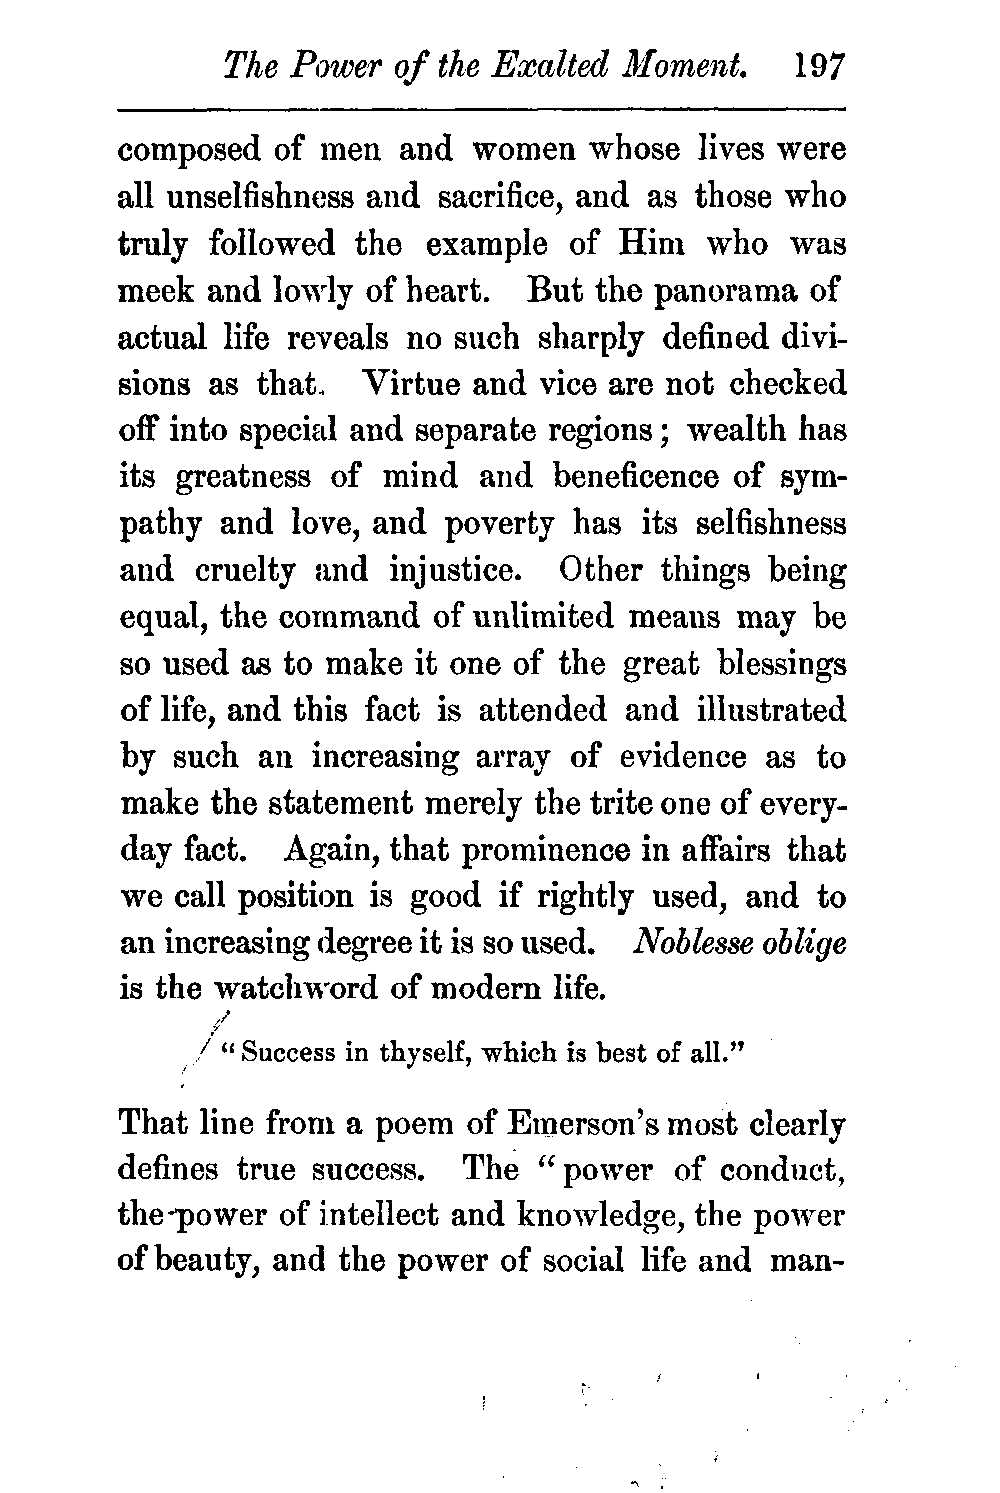 The Power of the Exalted Moment. 197
composed of men and women whose lives were
all unselfishness and sacrifice, and as those who
truly followed the example of Him who was
meek and lowly of heart. But the panorama of
actual life reveals no such sharply defined divi-
sions as that. Virtue and vice are not checked
off into special and separate regions; wealth has
its greatness of mind and beneficence of sym-
pathy and love, and poverty has its selfishness
and cruelty and injustice. Other things being
equal, the command of unlimited means may be
so used as to make it one of the great blessings
of life, and this fact is attended and illustrated
by such an increasing array of evidence as to
make the statement merely the trite one of every-
day fact. Again, that prominence in affairs that
we call position is good if rightly used, and to
an increasing degree it is so used. Noblesse oblige
is the watchword of modern life.
"Success in thyself, which is best of all."
That line from a poem of Emerson's most clearly
defines true success. The "power of conduct,
the power of intellect and knowledge, the power
of beauty, and the power of social life and man-